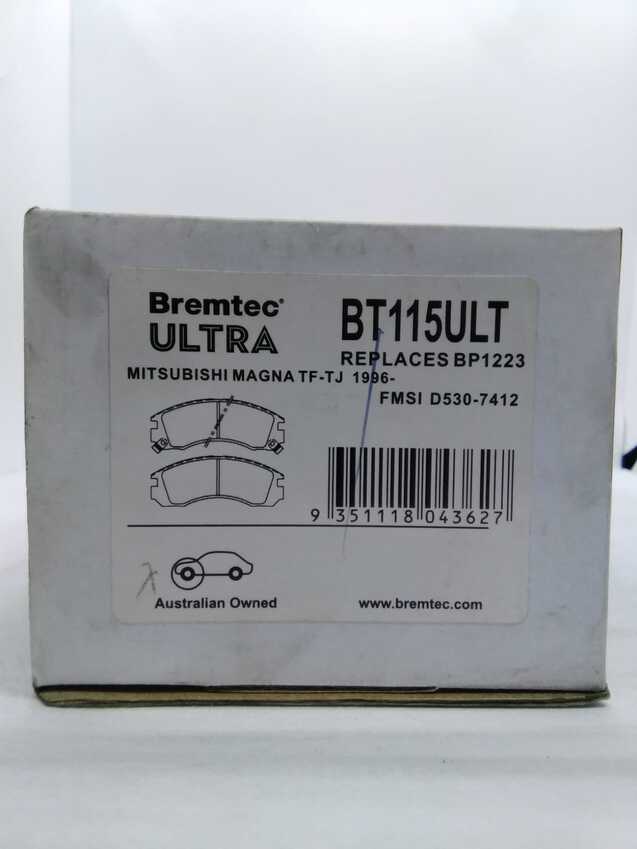 Bremtec®
ULTRA
BT115ULT
REPLACES BP1223
MITSUBISHI MAGNA TF-TJ 1996-
FMSI D530-7412
9 351118 043627
Australian Owned
www.bremtec.com